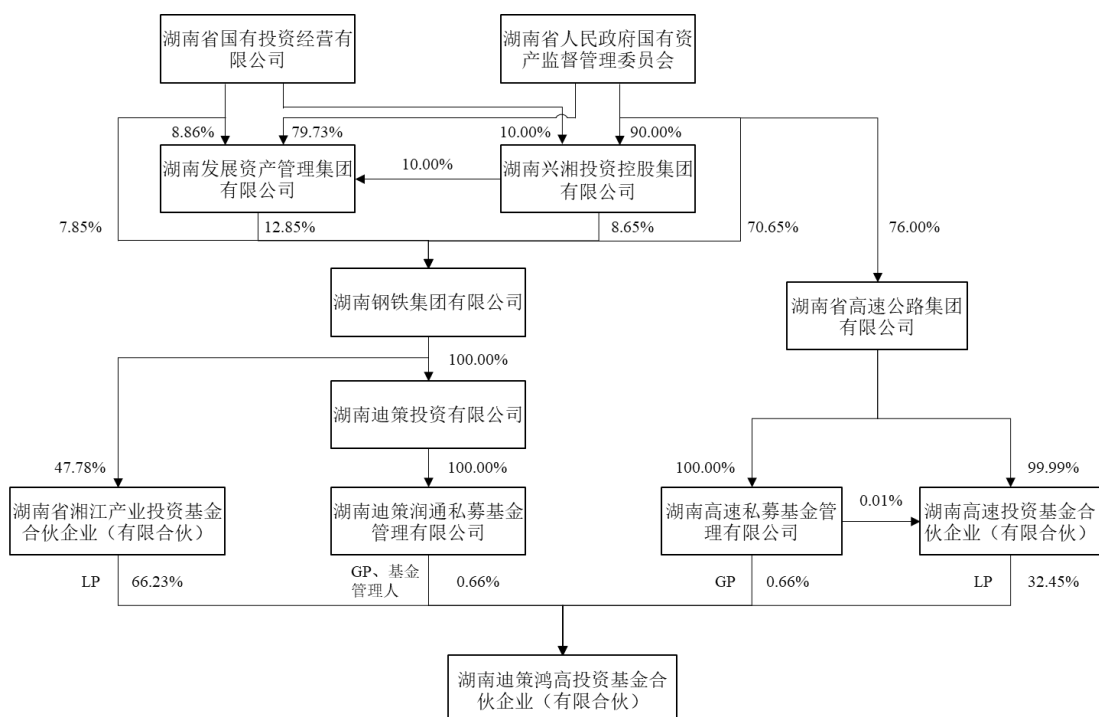 湖南省国有投资经营有
限公司
湖南省人民政府国有资
产监督管理委员会
8.86%
79.73%
10.00%
90.00%
湖南发展资产管理集团
有限公司
10.00%
湖南兴湘投资控股集团
有限公司
7.85%
12.85%
8.65%
70.65%
76.00%
湖南钢铁集团有限公司
湖南省高速公路集团
有限公司
100.00%
湖南迪策投资有限公司
47.78%
100.00%
100.00%
99.99%
湖南省湘江产业投资基金
合伙企业（有限合伙）
湖南迪策润通私募基金
管理有限公司
湖南高速私募基金管
理有限公司
0.01%
湖南高速投资基金合
伙企业（有限合伙）
LP
66.23%
GP、基金
管理人
0.66%
GP
0.66%
LP
32.45%
湖南迪策鸿高投资基金合
伙企业（有限合伙）